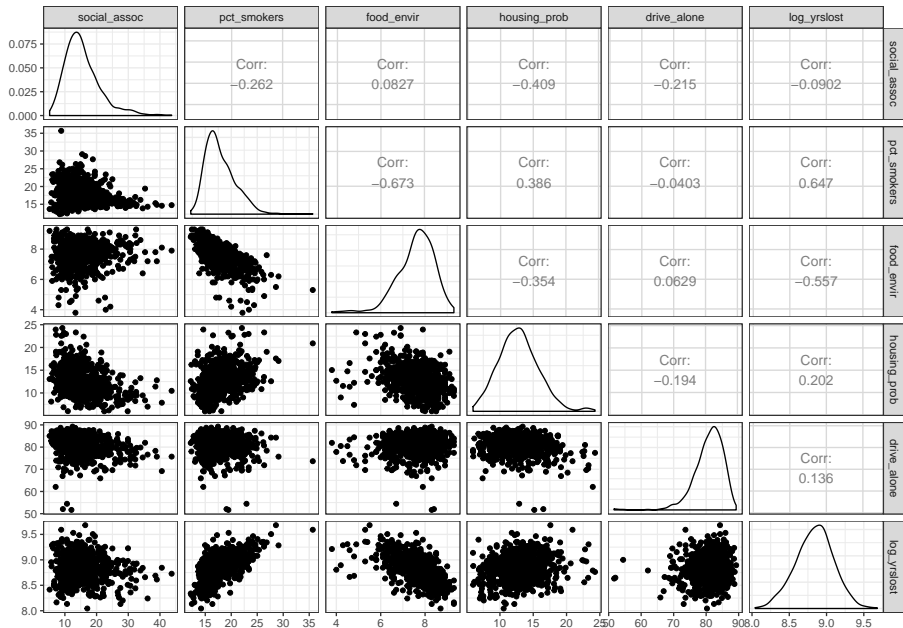 social_assoc pct_smokers food_envir housing_prob drive_alone log_yrslost
0.075
0.050
0.025
0.000
Corr:
−0.262
Corr:
0.0827
Corr:
−0.409
Corr:
−0.215
Corr:
−0.0902
social_assoc
35
30
25
20
15
Corr:
−0.673
Corr:
0.386
Corr:
−0.0403
Corr:
0.647
pct_smokers
8
6
4
Corr:
−0.354
Corr:
0.0629
Corr:
−0.557
food_envir
25
20
15
10
Corr:
−0.194
Corr:
0.202
housing_prob
90
80
70
60
50
Corr:
0.136
drive_alone
9.5
9.0
8.5
8.0
log_yrslost
10 20 30 40 15 20 25 30 35 4 6 8 10 15 20 25 50 60 70 80 90 8.0 8.5 9.0 9.5